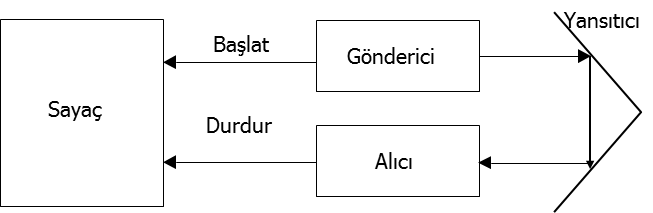 Yansıtıcı
Başlat
Gönderici
Sayaç
Durdur
Alıcı